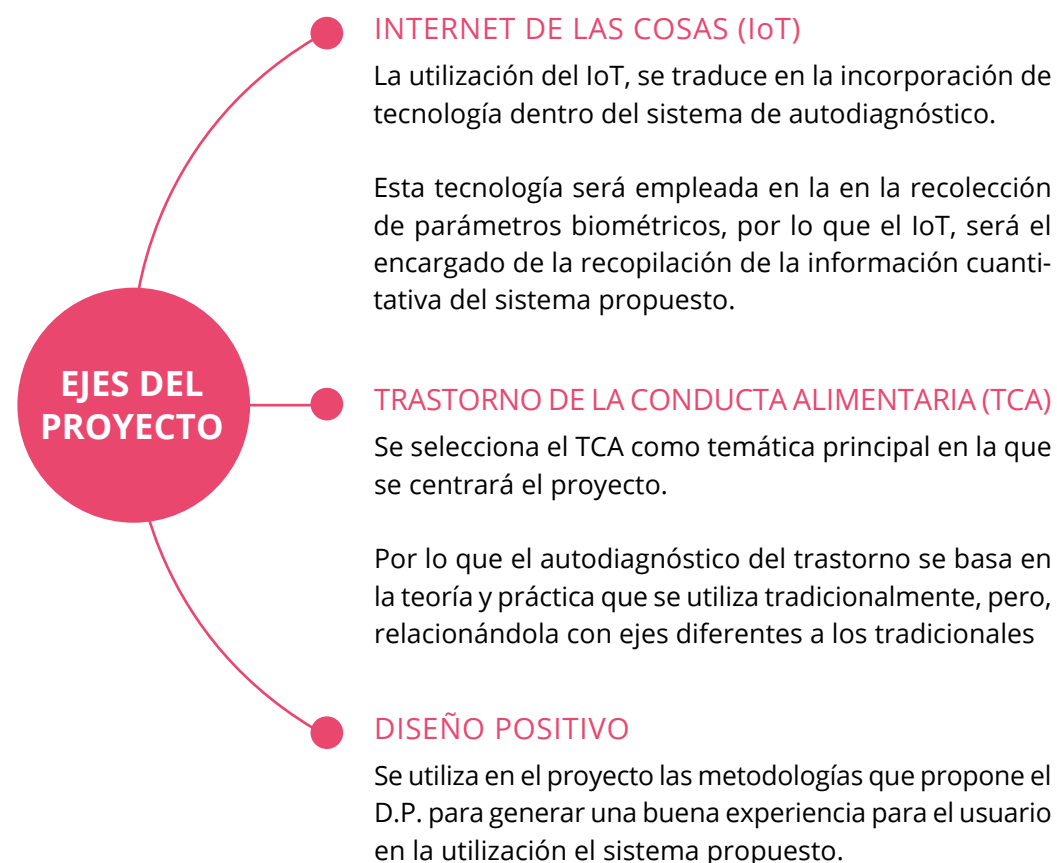 EJES DEL
PROYECTO
INTERNET DE LAS COSAS (IoT)
La utilización del IoT, se traduce en la incorporación de
tecnología dentro del sistema de autodiagnóstico.
Esta tecnología será empleada en la en la recolección
de parámetros biométricos, por lo que el IoT, será el
encargado de la recopilación de la información cuanti-
tativa del sistema propuesto.
TRASTORNO DE LA CONDUCTA ALIMENTARIA (TCA)
Se selecciona el TCA como temática principal en la que
se centrará el proyecto.
Por lo que el autodiagnóstico del trastorno se basa en
la teoría y práctica que se utiliza tradicionalmente, pero,
relacionándola con ejes diferentes a los tradicionales
DISEÑO POSITIVO
Se utiliza en el proyecto las metodologías que propone el
D.P. para generar una buena experiencia para el usuario
en la utilización el sistema propuesto.